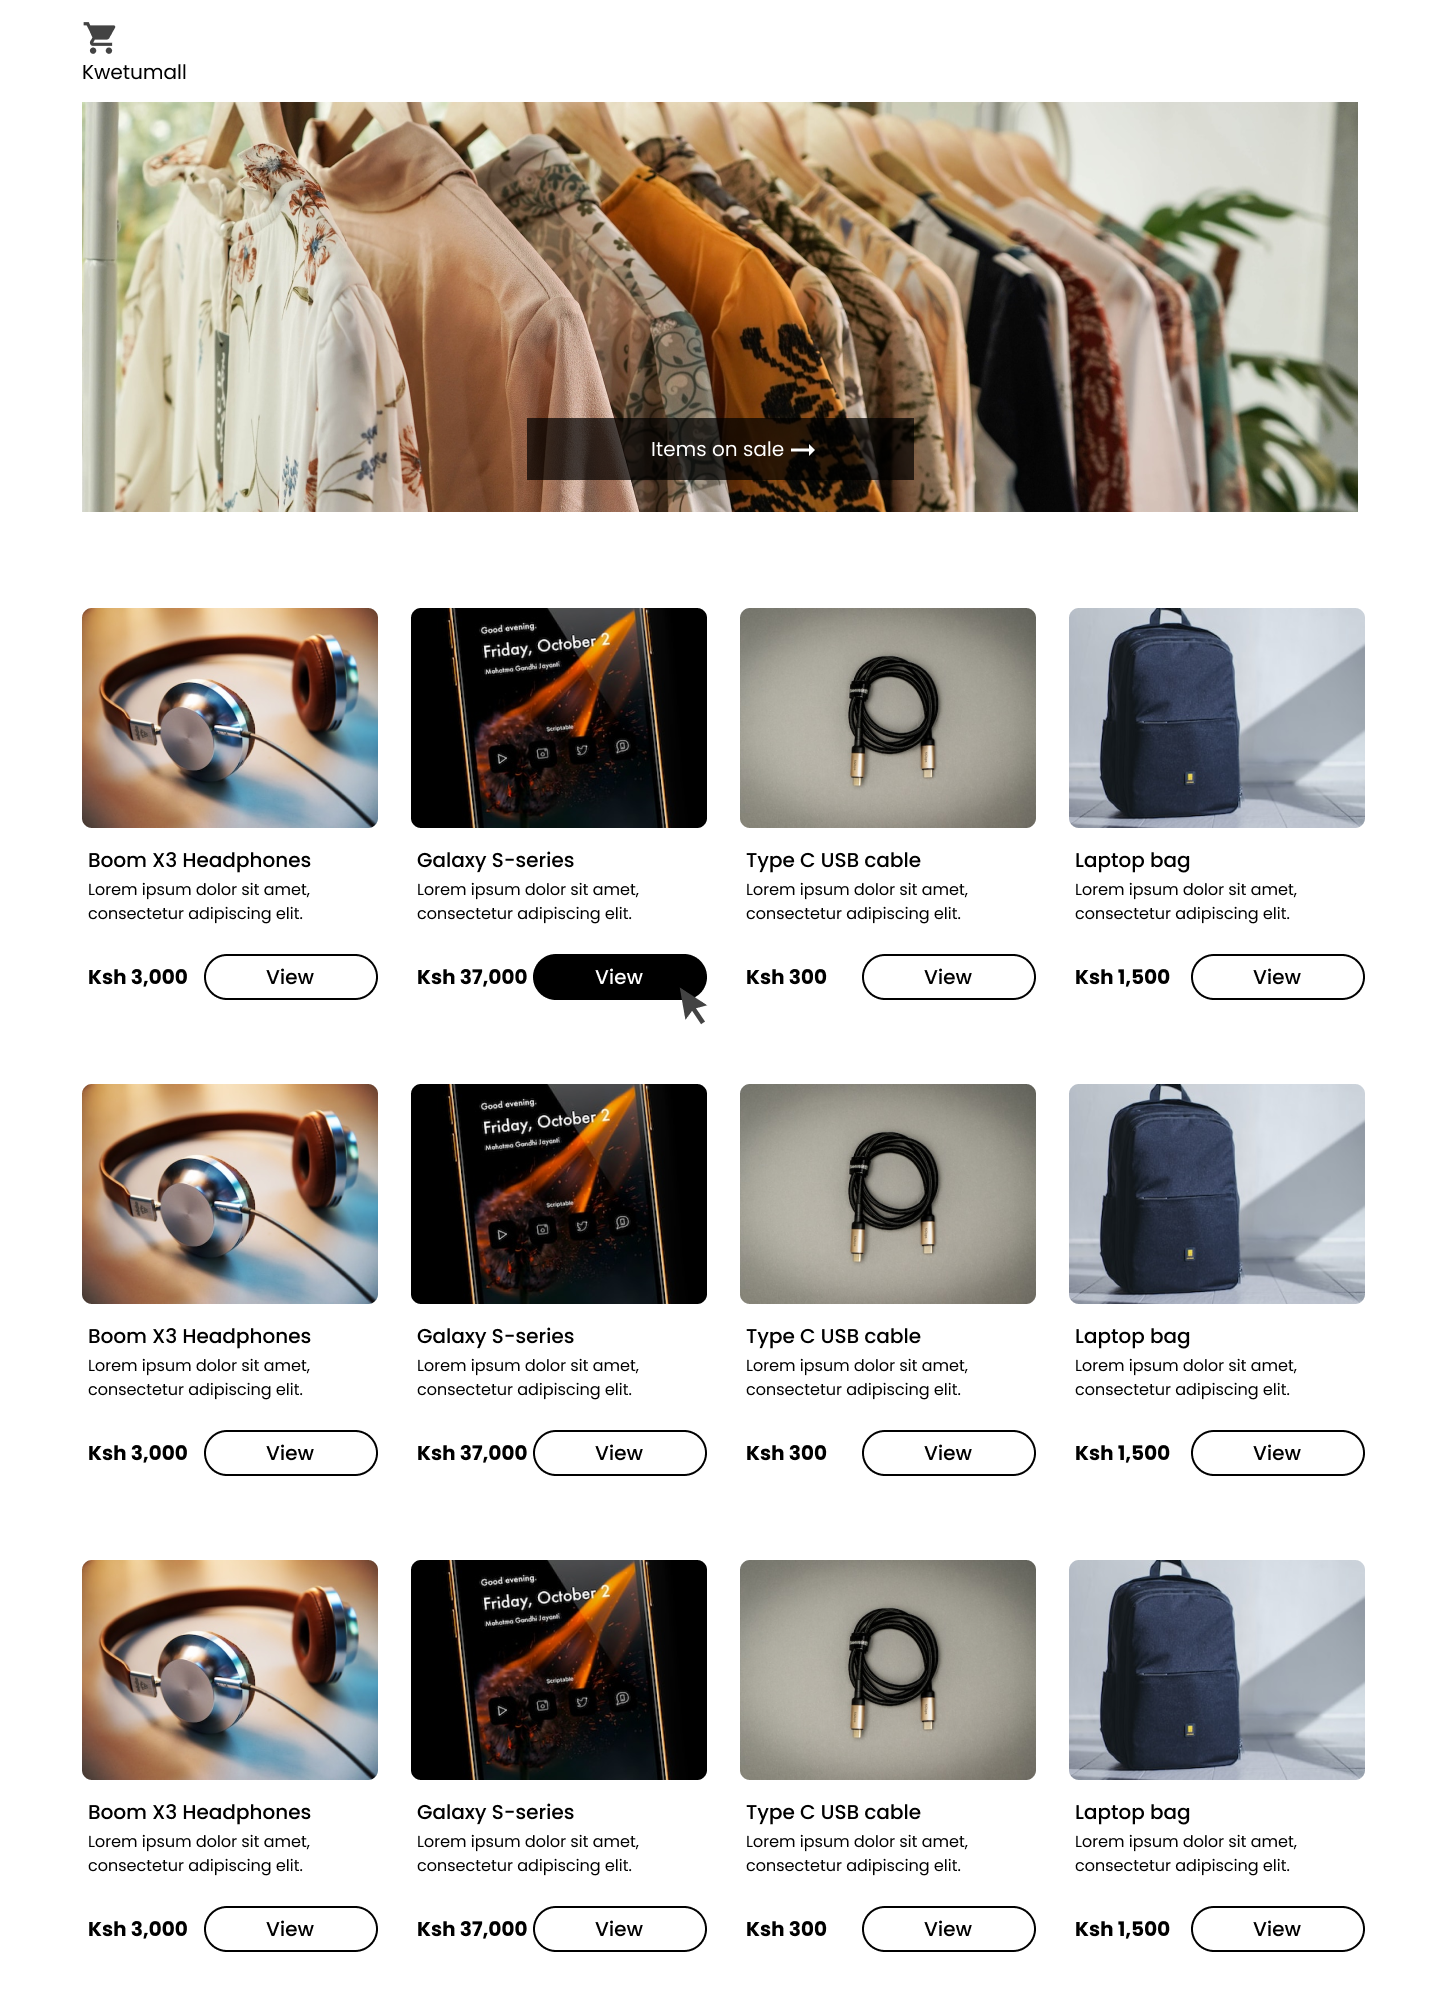 Kwetumall
Items on sale
Good evening.
Friday, October 2
Mahatma Gandhi Jayanti
Scriptable
Good evening.
Friday, October 2
Mahatma Gandhi Jayanti
Scriptable
Good evening.
Friday, October 2
Mahatma Gandhi Jayanti
Scriptable
Boom X3 Headphones
Lorem ipsum dolor sit amet,
consectetur adipiscing elit.
Ksh 3,000
View
Galaxy S-series
Lorem ipsum dolor sit amet,
consectetur adipiscing elit.
Ksh 37,000
View
Type C USB cable
Lorem ipsum dolor sit amet,
consectetur adipiscing elit.
Ksh 300
View
Laptop bag
Lorem ipsum dolor sit amet,
consectetur adipiscing elit.
Ksh 1,500
View
Boom X3 Headphones
Lorem ipsum dolor sit amet,
consectetur adipiscing elit.
Ksh 3,000
View
Galaxy S-series
Lorem ipsum dolor sit amet,
consectetur adipiscing elit.
Ksh 37,000
View
Type C USB cable
Lorem ipsum dolor sit amet,
consectetur adipiscing elit.
Ksh 300
View
Laptop bag
Lorem ipsum dolor sit amet,
consectetur adipiscing elit.
Ksh 1,500
View
Boom X3 Headphones
Lorem ipsum dolor sit amet,
consectetur adipiscing elit.
Ksh 3,000
View
Galaxy S-series
Lorem ipsum dolor sit amet,
consectetur adipiscing elit.
Ksh 37,000
View
Type C USB cable
Lorem ipsum dolor sit amet,
consectetur adipiscing elit.
Ksh 300
View
Laptop bag
Lorem ipsum dolor sit amet,
consectetur adipiscing elit.
Ksh 1,500
View